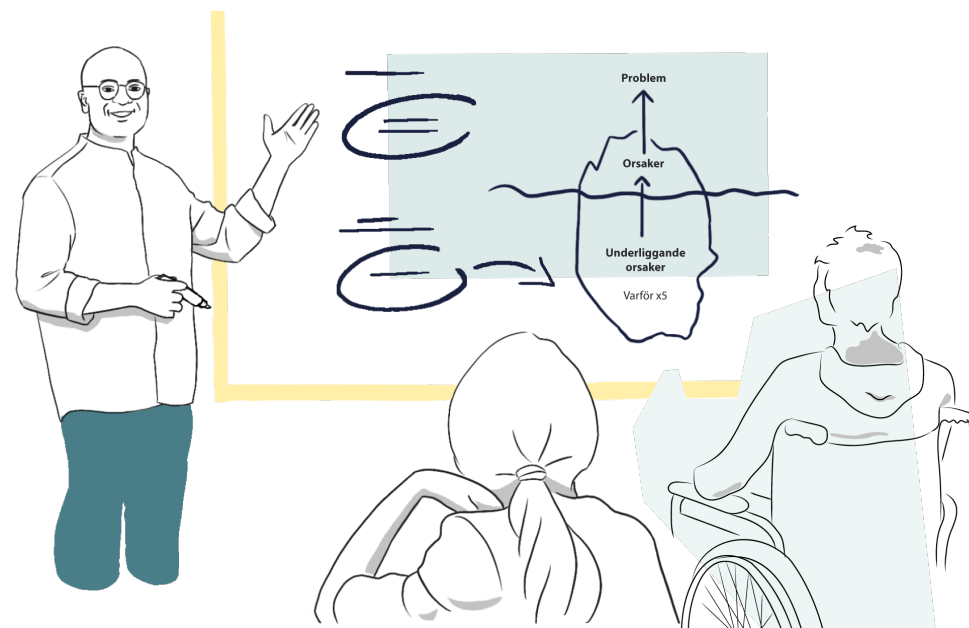 Problem
Orsaker
Underliggande
orsaker
Varför x5